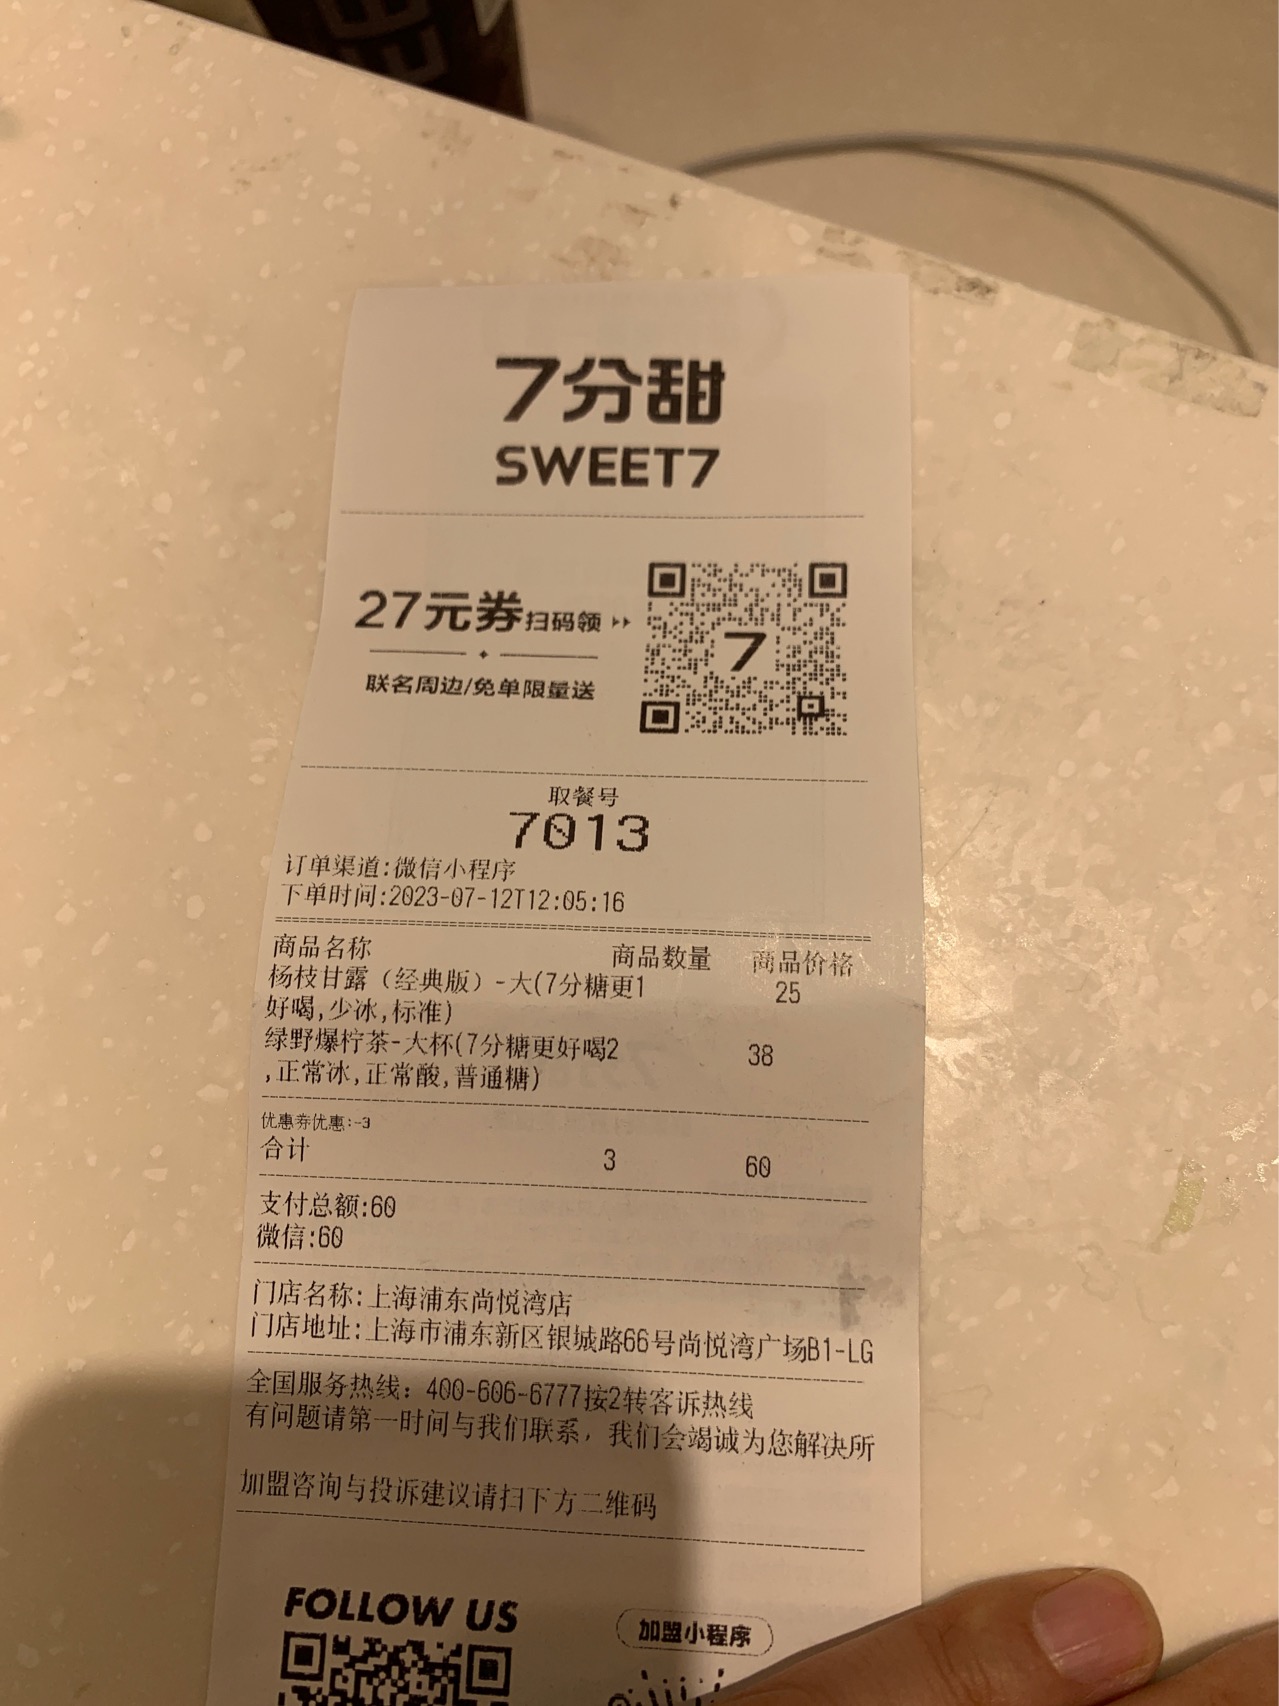 7分甜
SWEET7
27元券扫码领
联名周边/免单限量送
7
取餐号
7013
订单渠道:微信小程序
下单时间:2023-07-12T12:05:16
商品名称 商品数量 商品价格
杨枝甘露（经典版）-大(7分糖更1 25
好喝,少冰,标准)
绿野爆柠茶-大杯(7分糖更好喝2 38
,正常冰,正常酸,普通糖)
优惠券优惠:-3
合计 3 60
支付总额:60
微信:60
门店名称:上海浦东尚悦湾店
门店地址:上海市浦东新区银城路66号尚悦湾广场B1-LG
全国服务热线：400-606-6777按2转客诉热线
有问题请第一时间与我们联系，我们会竭诚为您解决所
加盟咨询与投诉建议请扫下方二维码
FOLLOW US
加盟小程序